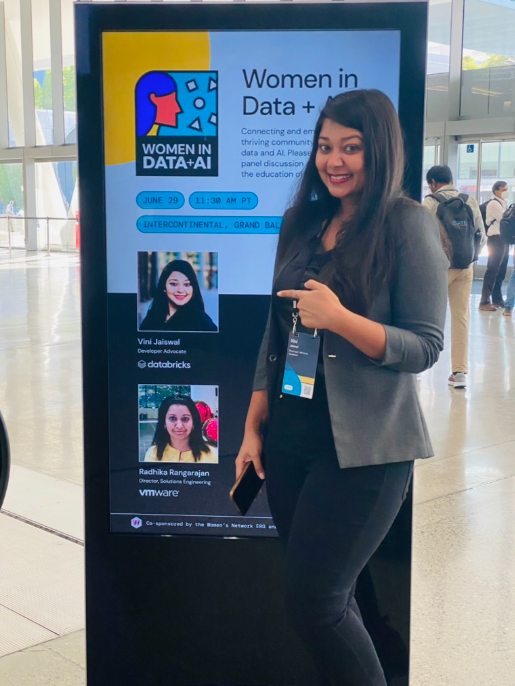 Women in
Data +
Connecting and em
thriving community
data and AI. Please
panel discussion
the education of
WOMEN IN
DATA+AI
JUNE 29
11:30 AM PT
INTERCONTINENTAL, GRAND BAL
Vini Jaiswal
Developer Advocate
databricks
Radhika Rangarajan
Director, Solutions Engineering
vmware
Co-sponsored by the Women's Network ERG an
Vini